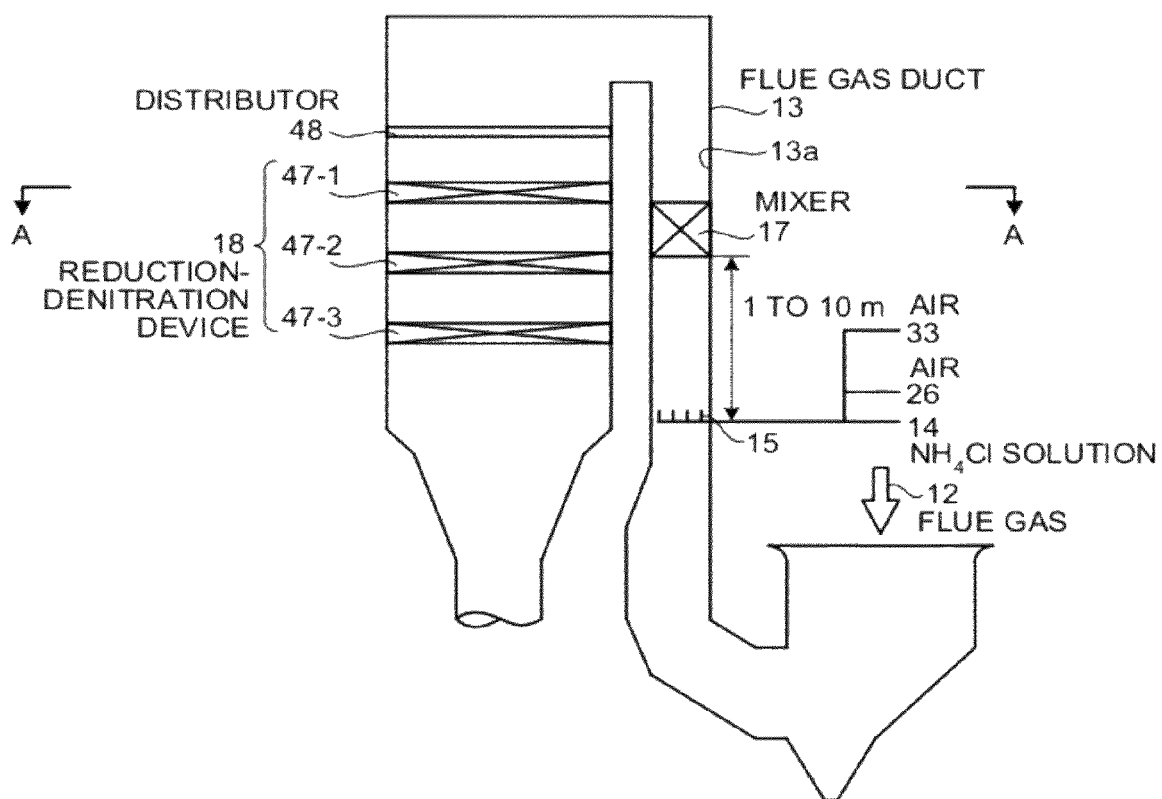 DISTRIBUTOR
48
FLUE GAS DUCT
13
13a
47-1
A
MIXER
17
A
18
REDUCTION-
DENITRATION
DEVICE
47-2
47-3
1 TO 10 m
AIR
33
AIR
26
15
14
NH₄Cl SOLUTION
12
FLUE GAS